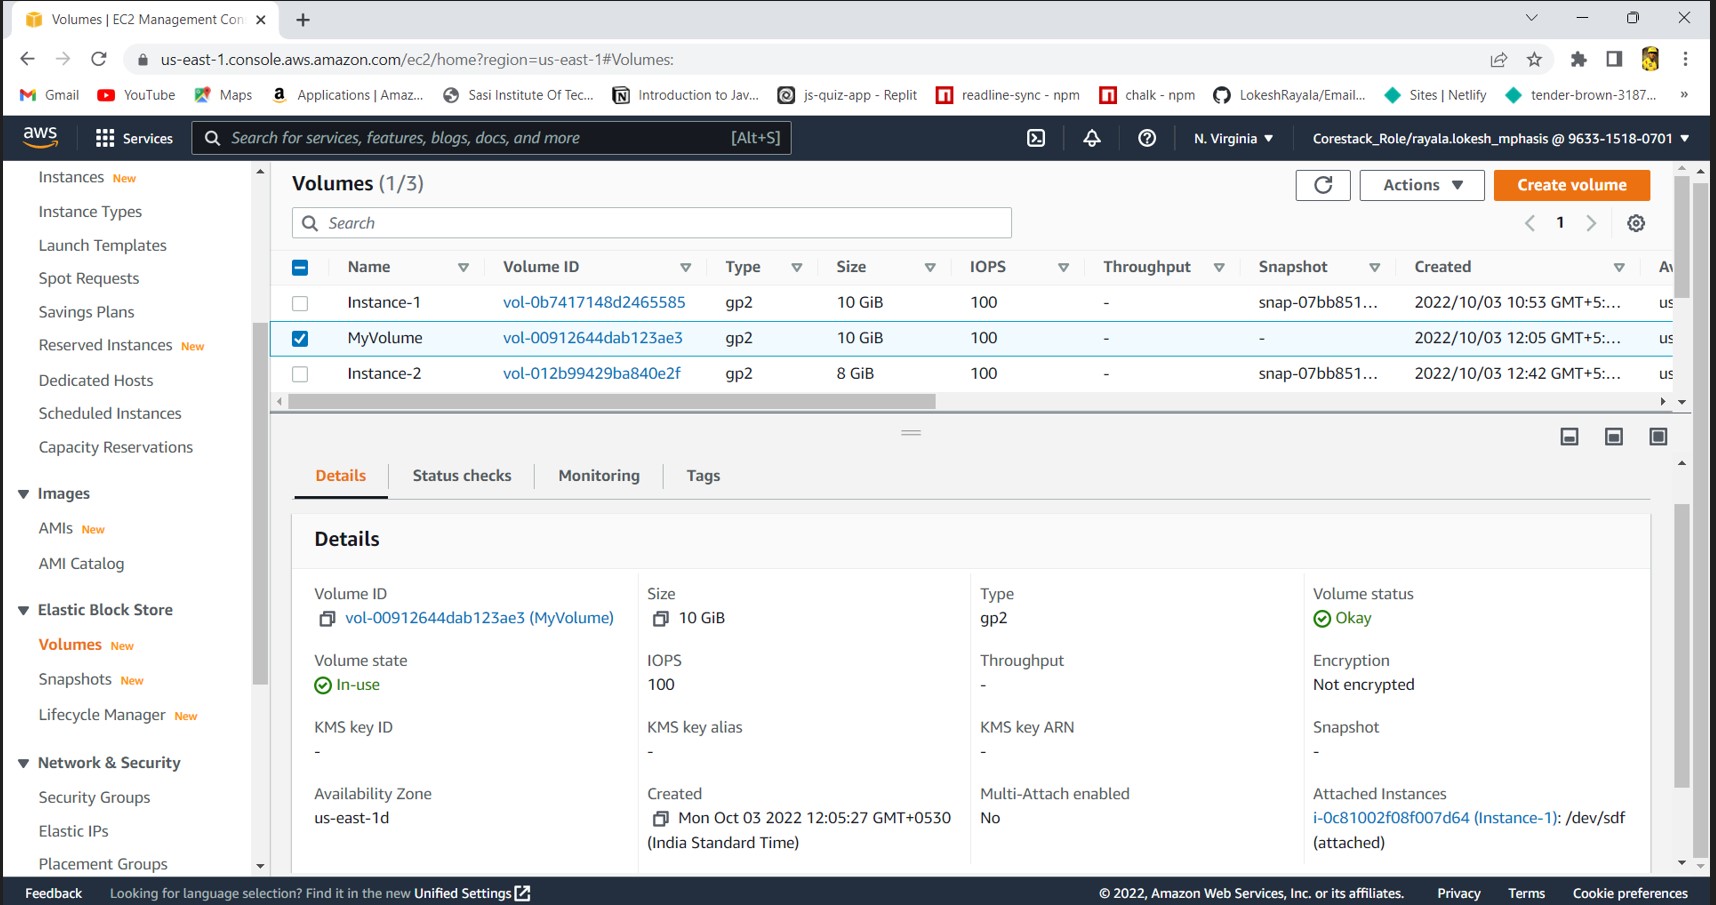 Volumes | EC2 Management Con
us-east-1.console.aws.amazon.com/ec2/home?region=us-east-1#Volumes:
Gmail YouTube Maps Applications | Amaz... Sasi Institute Of Tec... Introduction to Jav... js-quiz-app - Replit readline-sync - npm chalk - npm LokeshRayala/Email... Sites | Netlify tender-brown-3187... »
aws Services Search for services, features, blogs, docs, and more [Alt+S] N. Virginia ▼ Corestack_Role/rayala.lokesh_mphasis @ 9633-1518-0701 ▼
Instances New
Instance Types
Launch Templates
Spot Requests
Savings Plans
Reserved Instances New
Dedicated Hosts
Scheduled Instances
Capacity Reservations
Images
AMIs New
AMI Catalog
Elastic Block Store
Volumes New
Snapshots New
Lifecycle Manager New
Network & Security
Security Groups
Elastic IPs
Placement Groups
Volumes (1/3)
Actions ▼ Create volume
Search
1
Name Volume ID Type Size IOPS Throughput Snapshot Created Av
Instance-1 vol-0b7417148d2465585 gp2 10 GiB 100 - snap-07bb851... 2022/10/03 10:53 GMT+5:... us
MyVolume vol-00912644dab123ae3 gp2 10 GiB 100 - - 2022/10/03 12:05 GMT+5:... us
Instance-2 vol-012b99429ba840e2f gp2 8 GiB 100 - snap-07bb851... 2022/10/03 12:42 GMT+5:... us
Details Status checks Monitoring Tags
Details
Volume ID Size Type Volume status
vol-00912644dab123ae3 (MyVolume) 10 GiB gp2 Okay
Volume state IOPS Throughput Encryption
In-use 100 - Not encrypted
KMS key ID KMS key alias KMS key ARN Snapshot
- - - -
Availability Zone Created Multi-Attach enabled Attached Instances
us-east-1d Mon Oct 03 2022 12:05:27 GMT+0530 No i-0c81002f08f007d64 (Instance-1): /dev/sdf
(India Standard Time) (attached)
Feedback Looking for language selection? Find it in the new Unified Settings © 2022, Amazon Web Services, Inc. or its affiliates. Privacy Terms Cookie preferences